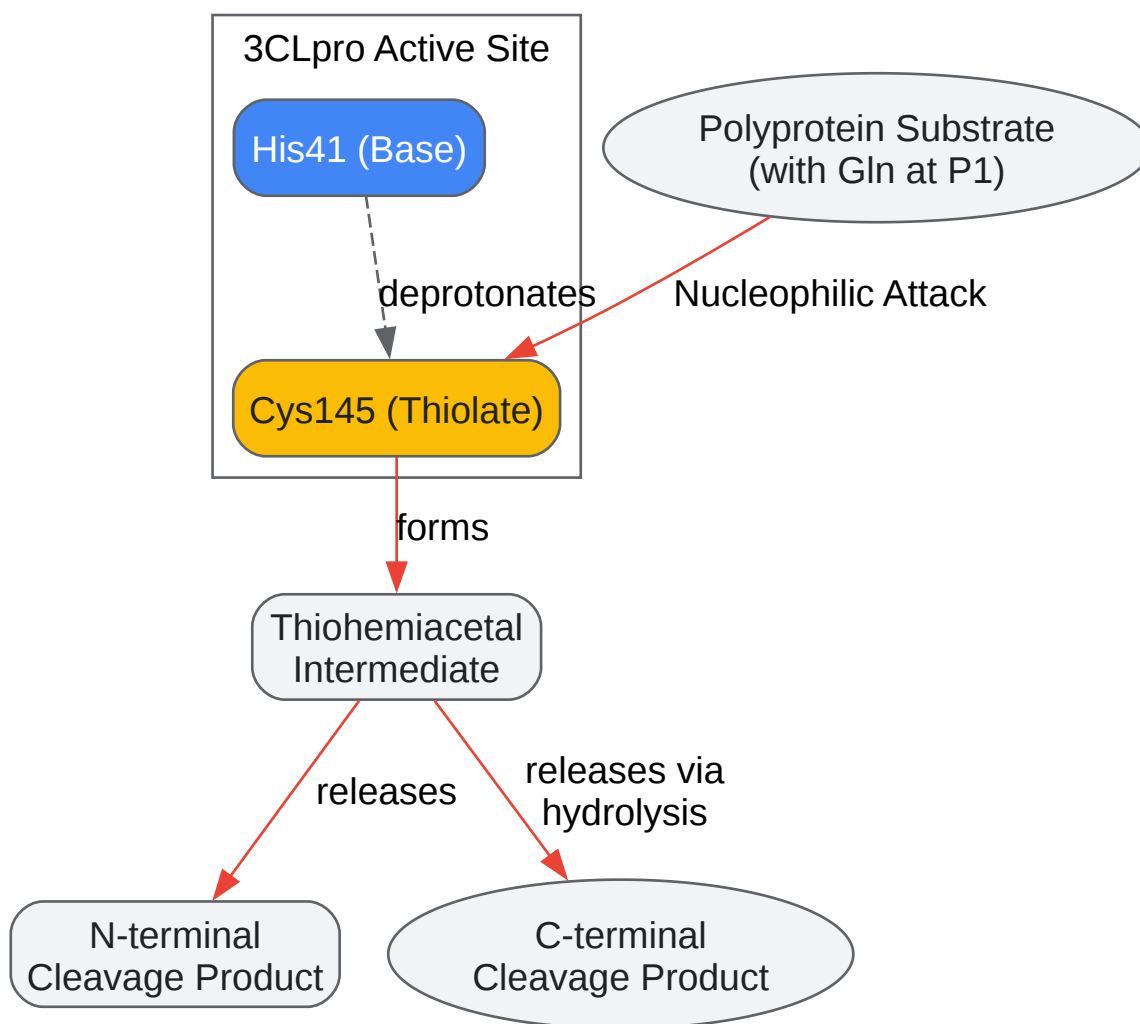 3CLpro Active Site
His41 (Base)
Polyprotein Substrate
(with Gln at P1)
deprotonates
Nucleophilic Attack
Cys145 (Thiolate)
forms
Thiohemiacetal
Intermediate
releases
releases via
hydrolysis
N-terminal
Cleavage Product
C-terminal
Cleavage Product